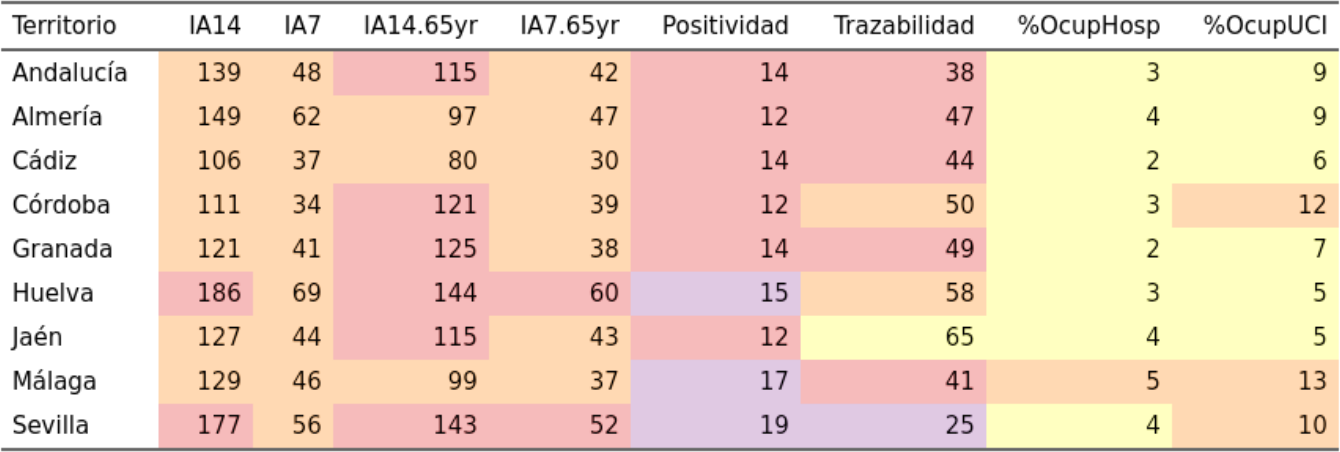 Territorio IA14 IA7 IA14.65yr IA7.65yr Positividad Trazabilidad %OcupHosp %OcupUCI
Andalucía 139 48 115 42 14 38 3 9
Almería 149 62 97 47 12 47 4 9
Cádiz 106 37 80 30 14 44 2 6
Córdoba 111 34 121 39 12 50 3 12
Granada 121 41 125 38 14 49 2 7
Huelva 186 69 144 60 15 58 3 5
Jaén 127 44 115 43 12 65 4 5
Málaga 129 46 99 37 17 41 5 13
Sevilla 177 56 143 52 19 25 4 10